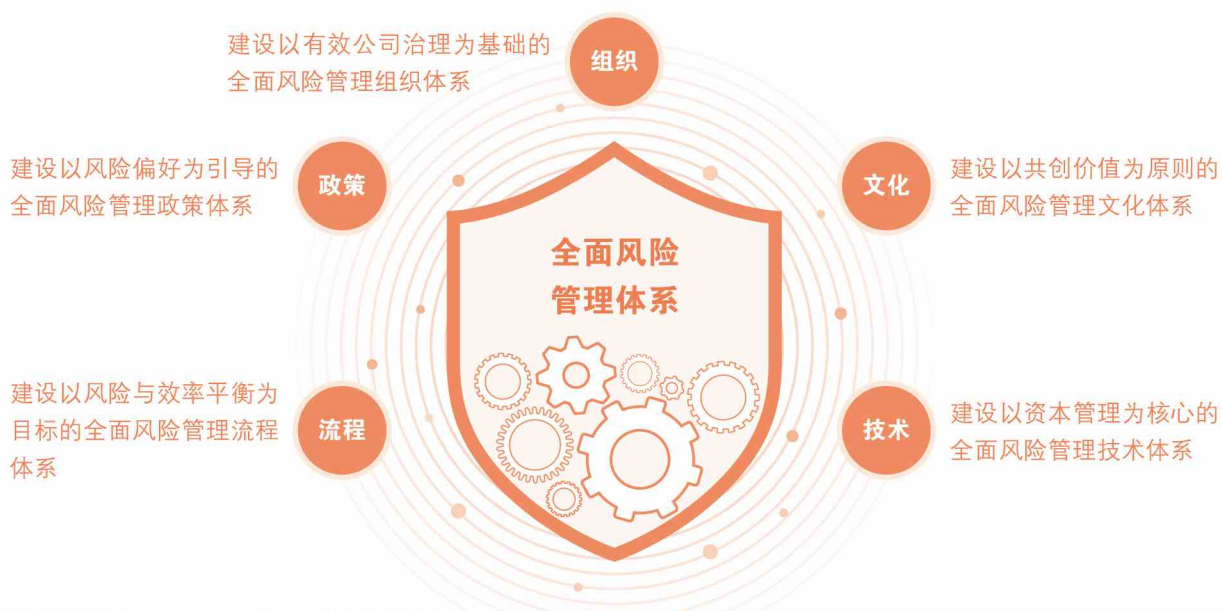 建设以有效公司治理为基础的
全面风险管理组织体系
组织
建设以风险偏好为引导的
全面风险管理政策体系
政策
文化
建设以共创价值为原则的
全面风险管理文化体系
全面风险
管理体系
建设以风险与效率平衡为
目标的全面风险管理流程
体系
流程
技术
建设以资本管理为核心的
全面风险管理技术体系